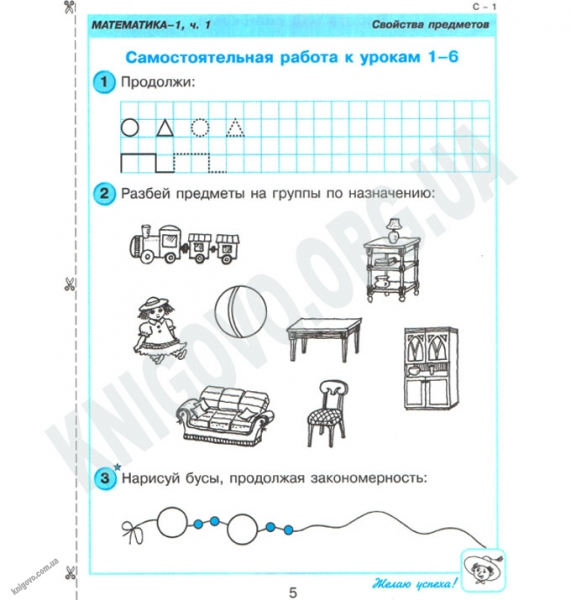 С – 1
МАТЕМАТИКА–1, ч. 1
Свойства предметов
Самостоятельная работа к урокам 1–6
1 Продолжи:
2 Разбей предметы на группы по назначению:
3* Нарисуй бусы, продолжая закономерность:
Желаю успеха!
5
KNIGOVO.ORG.UA
knigovo.com.ua